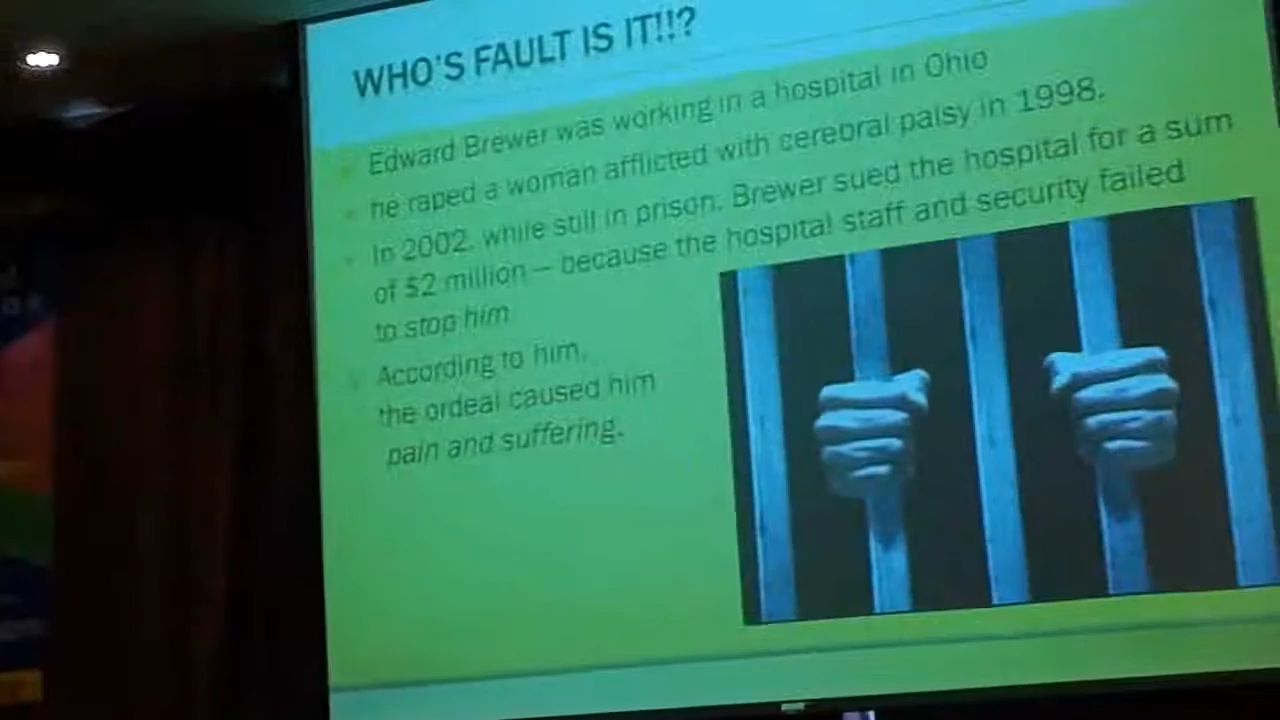 WHO'S FAULT IS IT!!?
Edward Brewer was working in a hospital in Ohio
he raped a woman afflicted with cerebral palsy in 1998.
In 2002, while still in prison, Brewer sued the hospital for a sum
of $2 million – because the hospital staff and security failed
to stop him
According to him,
the ordeal caused him
pain and suffering.